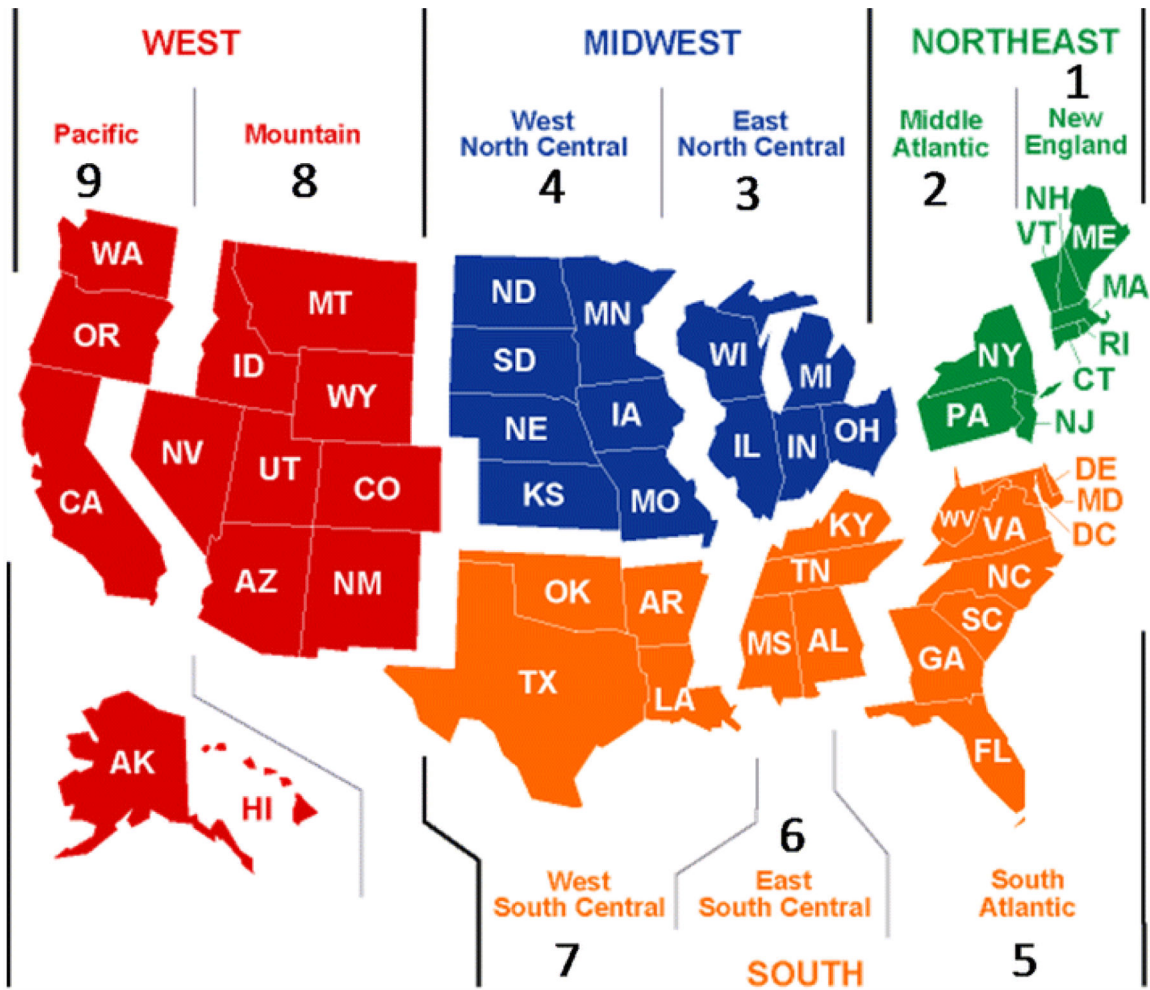 WEST
MIDWEST
NORTHEAST
1
Pacific
Mountain
West
North Central
East
North Central
Middle
Atlantic
New
England
9
8
4
3
2
NH
VT
ME
MA
RI
CT
NY
PA
NJ
WA
OR
CA
MT
ID
WY
NV
UT
CO
AZ
NM
ND
MN
SD
NE
IA
KS
MO
WI
MI
IL
IN
OH
DE
MD
DC
WV
VA
KY
TN
NC
SC
OK
AR
MS
AL
GA
TX
LA
FL
AK
HI
6
West
South Central
East
South Central
South
Atlantic
7
5
SOUTH